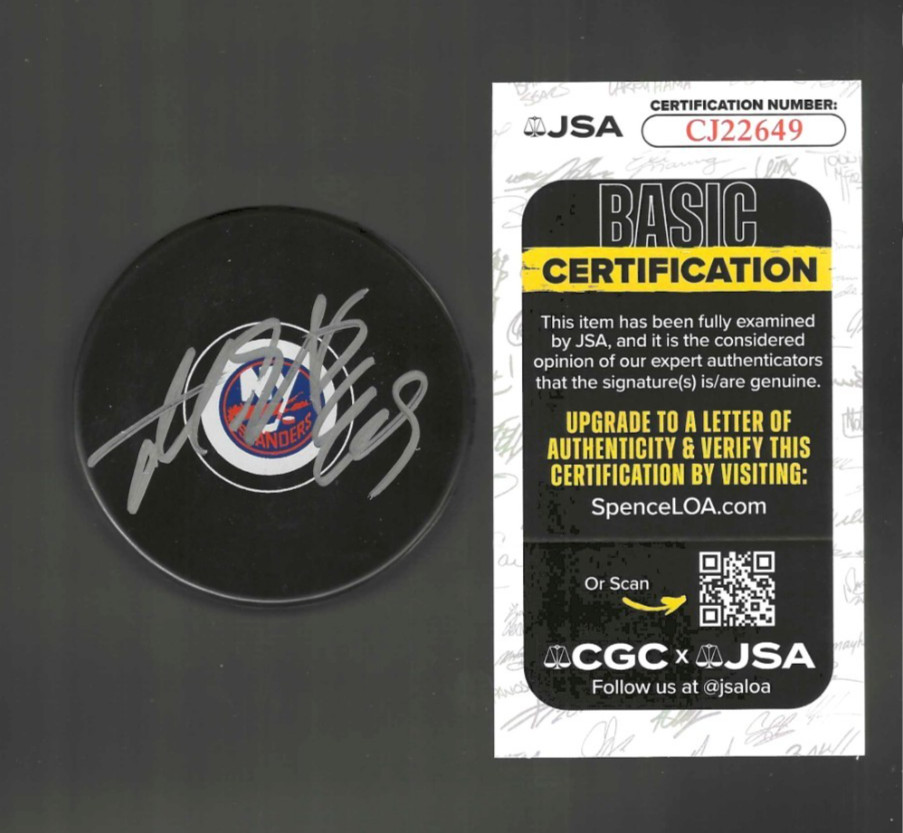 NY
ISLANDERS
69
JSA
CERTIFICATION NUMBER:
CJ22649
BASIC
CERTIFICATION
This item has been fully examined
by JSA, and it is the considered
opinion of our expert authenticators
that the signature(s) is/are genuine.
UPGRADE TO A LETTER OF
AUTHENTICITY & VERIFY THIS
CERTIFICATION BY VISITING:
SpenceLOA.com
Or Scan
CGC x JSA
Follow us at @jsaloa